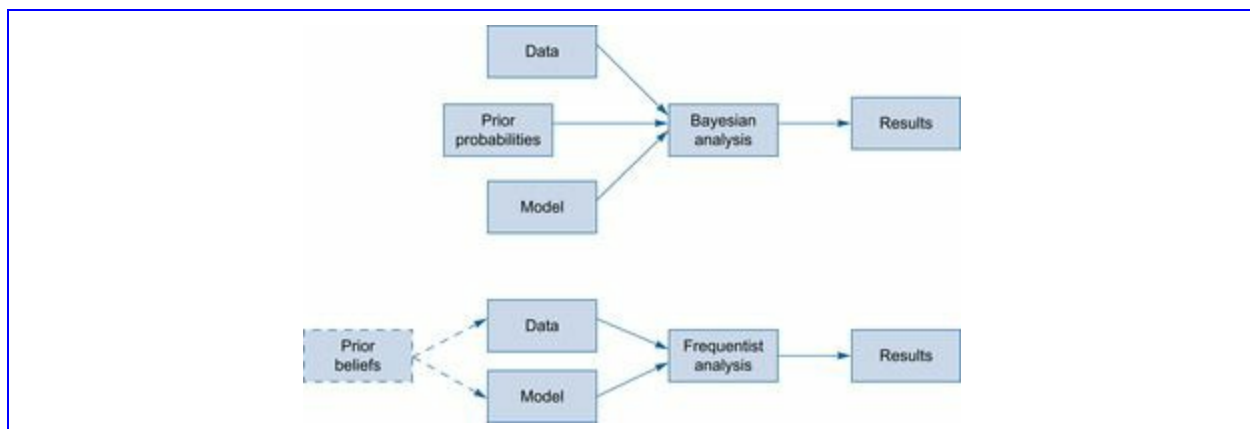 Data
Prior
probabilities
Bayesian
analysis
Results
Model
Data
Prior
beliefs
Frequentist
analysis
Results
Model